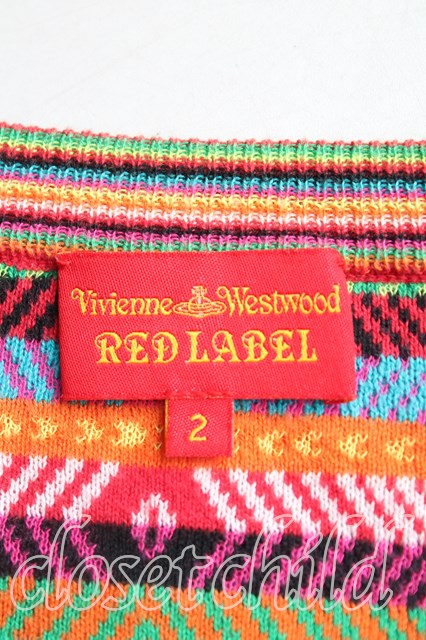 Vivienne Westwood
RED LABEL
2
closetchild